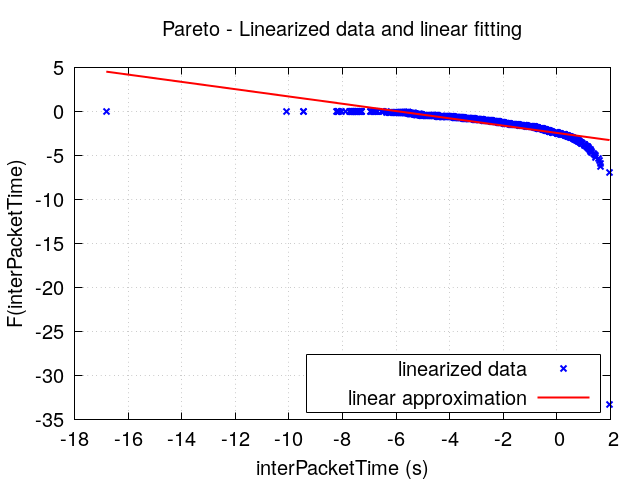 Pareto - Linearized data and linear fitting
5
0
-5
-10
-15
-20
-25
-30
-35
F(interPacketTime)
linearized data
linear approximation
-18 -16 -14 -12 -10 -8 -6 -4 -2 0 2
interPacketTime (s)